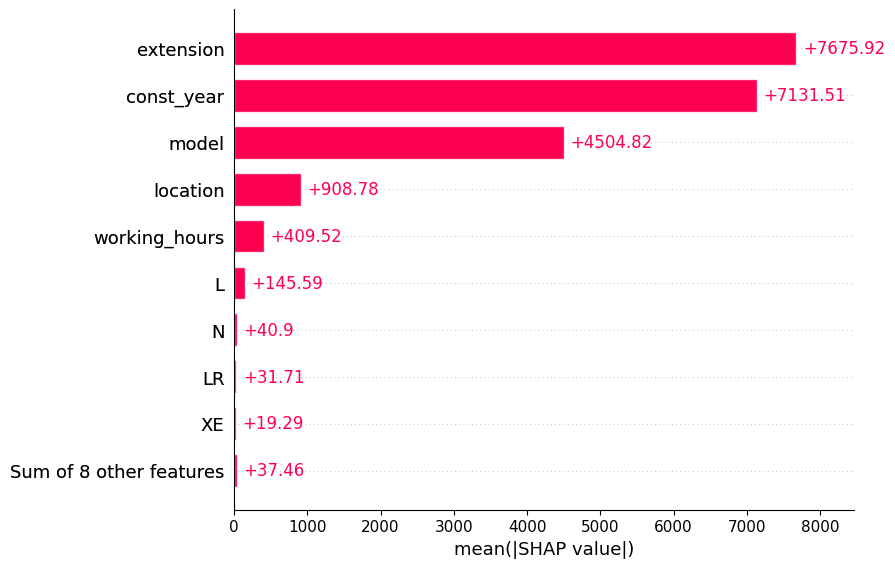 extension
+7675.92
const_year
+7131.51
model
+4504.82
location
+908.78
working_hours
+409.52
L
+145.59
N
+40.9
LR
+31.71
XE
+19.29
Sum of 8 other features
+37.46
0 1000 2000 3000 4000 5000 6000 7000 8000
mean(|SHAP value|)